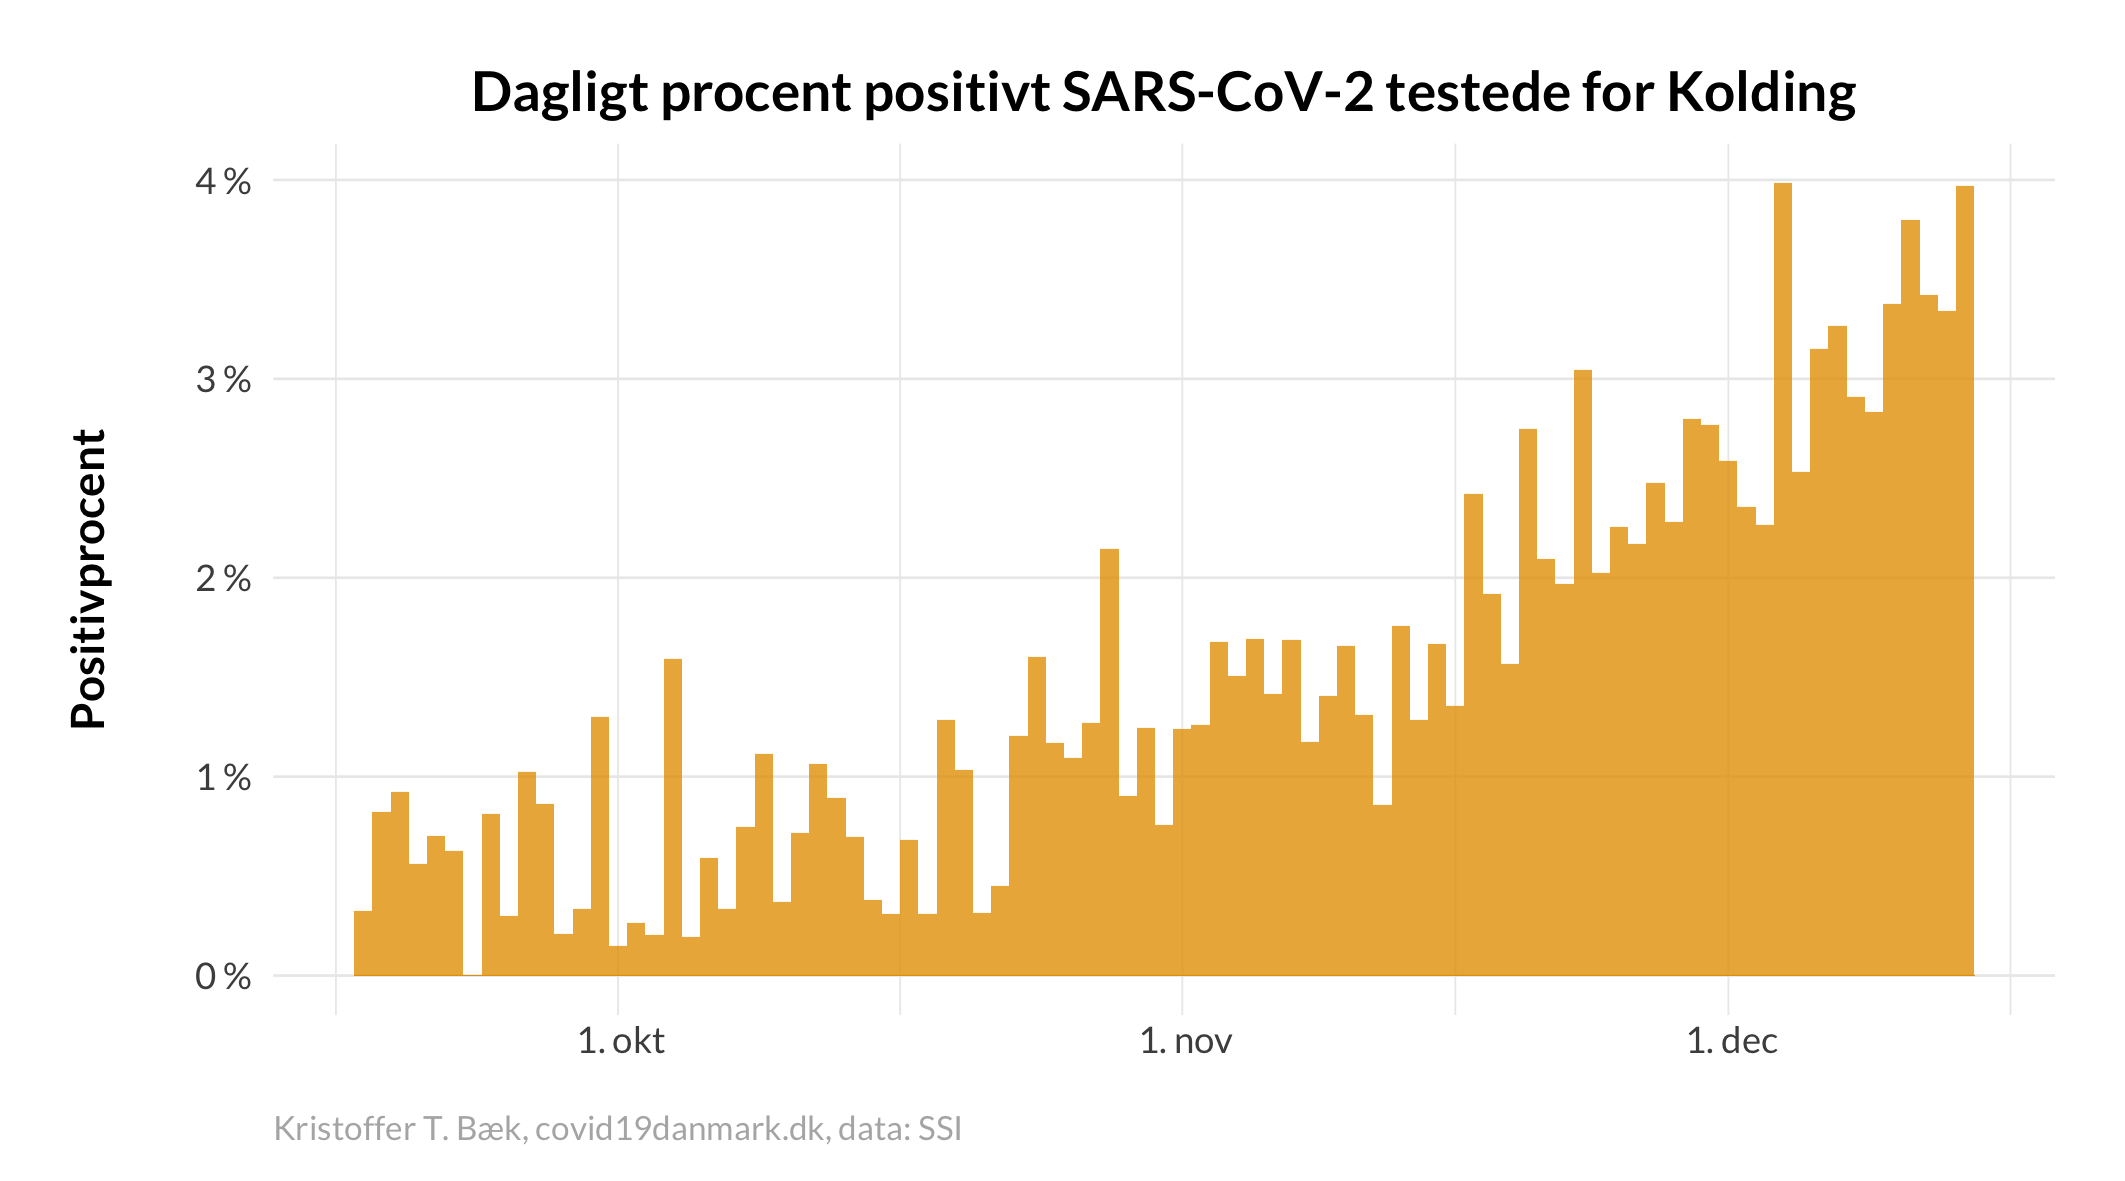 Dagligt procent positivt SARS-CoV-2 testede for Kolding
Positivprocent
4 %
3 %
2 %
1 %
0 %
1. okt
1. nov
1. dec
Kristoffer T. Bæk, covid19danmark.dk, data: SSI